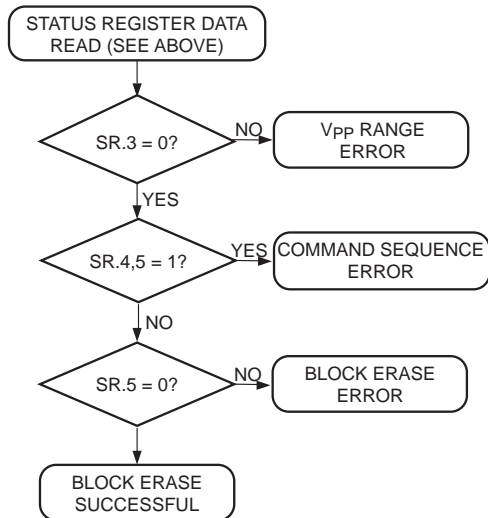 STATUS REGISTER DATA
READ (SEE ABOVE)
SR.3 = 0?
NO
VPP RANGE
ERROR
YES
SR.4,5 = 1?
YES
COMMAND SEQUENCE
ERROR
NO
SR.5 = 0?
NO
BLOCK ERASE
ERROR
BLOCK ERASE
SUCCESSFUL